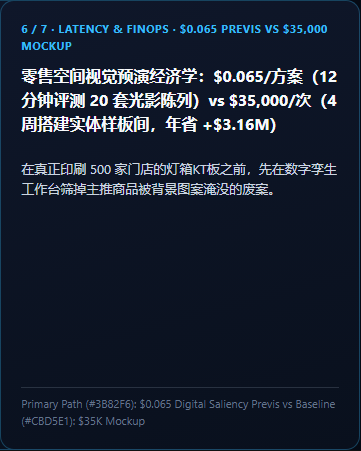 6 / 7 · LATENCY & FINOPS · $0.065 PREVIS VS $35,000
MOCKUP
零售空间视觉预演经济学：$0.065/方案（12
分钟评测 20 套光影陈列）vs $35,000/次（4
周搭建实体样板间，年省 +$3.16M）
在真正印刷 500 家门店的灯箱KT板之前，先在数字孪生
工作台筛掉主推商品被背景图案淹没的废案。
Primary Path (#3B82F6): $0.065 Digital Saliency Previs vs Baseline
(#CBD5E1): $35K Mockup